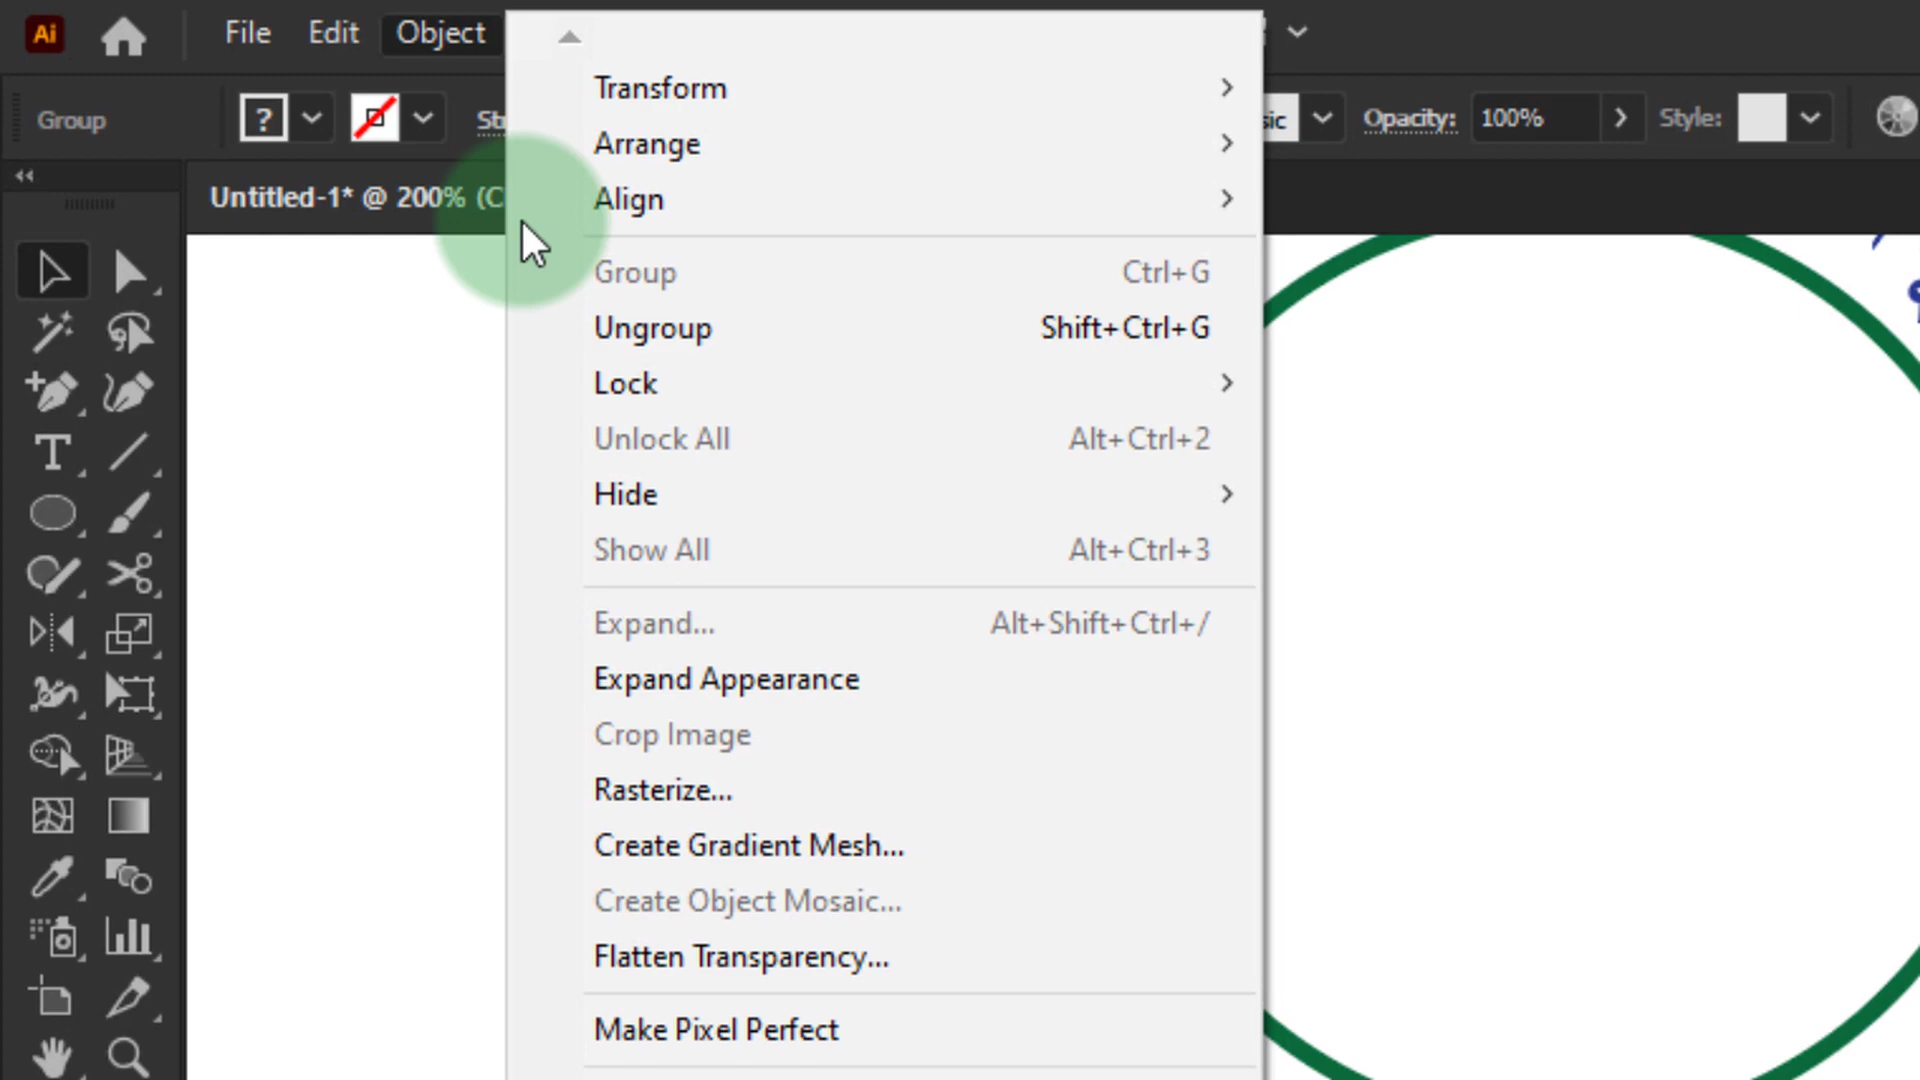 Ai File Edit Object
Group ? St sic Opacity: 100% Style:
Untitled-1* @ 200% (C
Transform
Arrange
Align
Group Ctrl+G
Ungroup Shift+Ctrl+G
Lock
Unlock All Alt+Ctrl+2
Hide
Show All Alt+Ctrl+3
Expand... Alt+Shift+Ctrl+/
Expand Appearance
Crop Image
Rasterize...
Create Gradient Mesh...
Create Object Mosaic...
Flatten Transparency...
Make Pixel Perfect